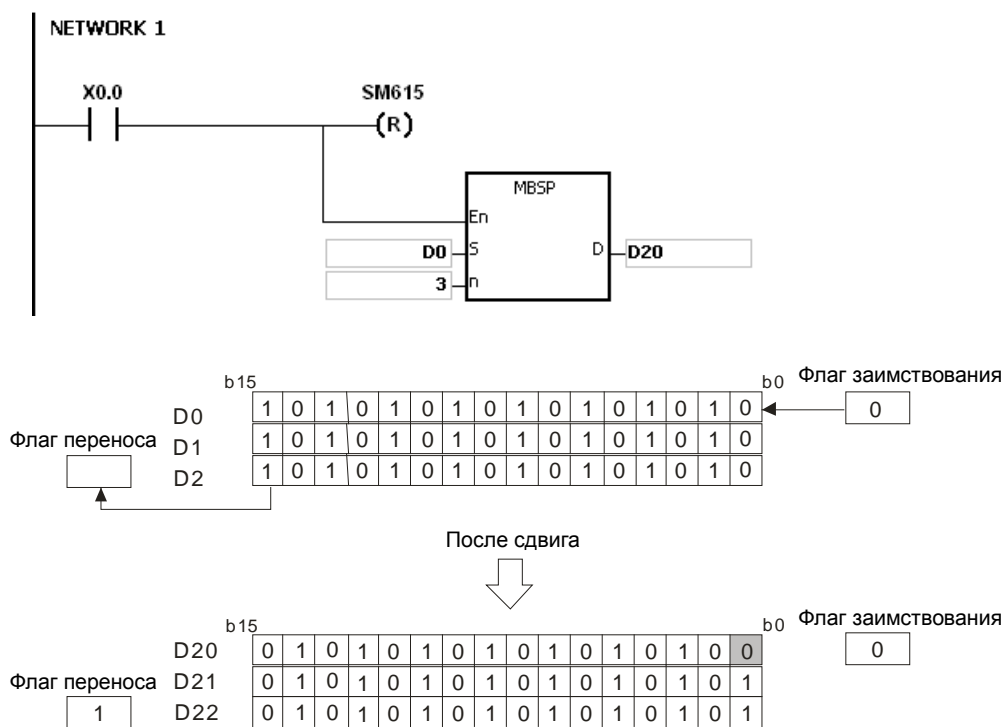 NETWORK 1
X0.0 SM615
(R)
MBSP
En
D0 S D D20
3 n
b15 b0 Флаг заимствования
D0 1 0 1 0 1 0 1 0 1 0 1 0 1 0 1 0 0
Флаг переноса D1 1 0 1 0 1 0 1 0 1 0 1 0 1 0 1 0
D2 1 0 1 0 1 0 1 0 1 0 1 0 1 0 1 0
После сдвига
b15 b0 Флаг заимствования
D20 0 1 0 1 0 1 0 1 0 1 0 1 0 1 0 0 0
Флаг переноса D21 0 1 0 1 0 1 0 1 0 1 0 1 0 1 0 1
1 D22 0 1 0 1 0 1 0 1 0 1 0 1 0 1 0 1